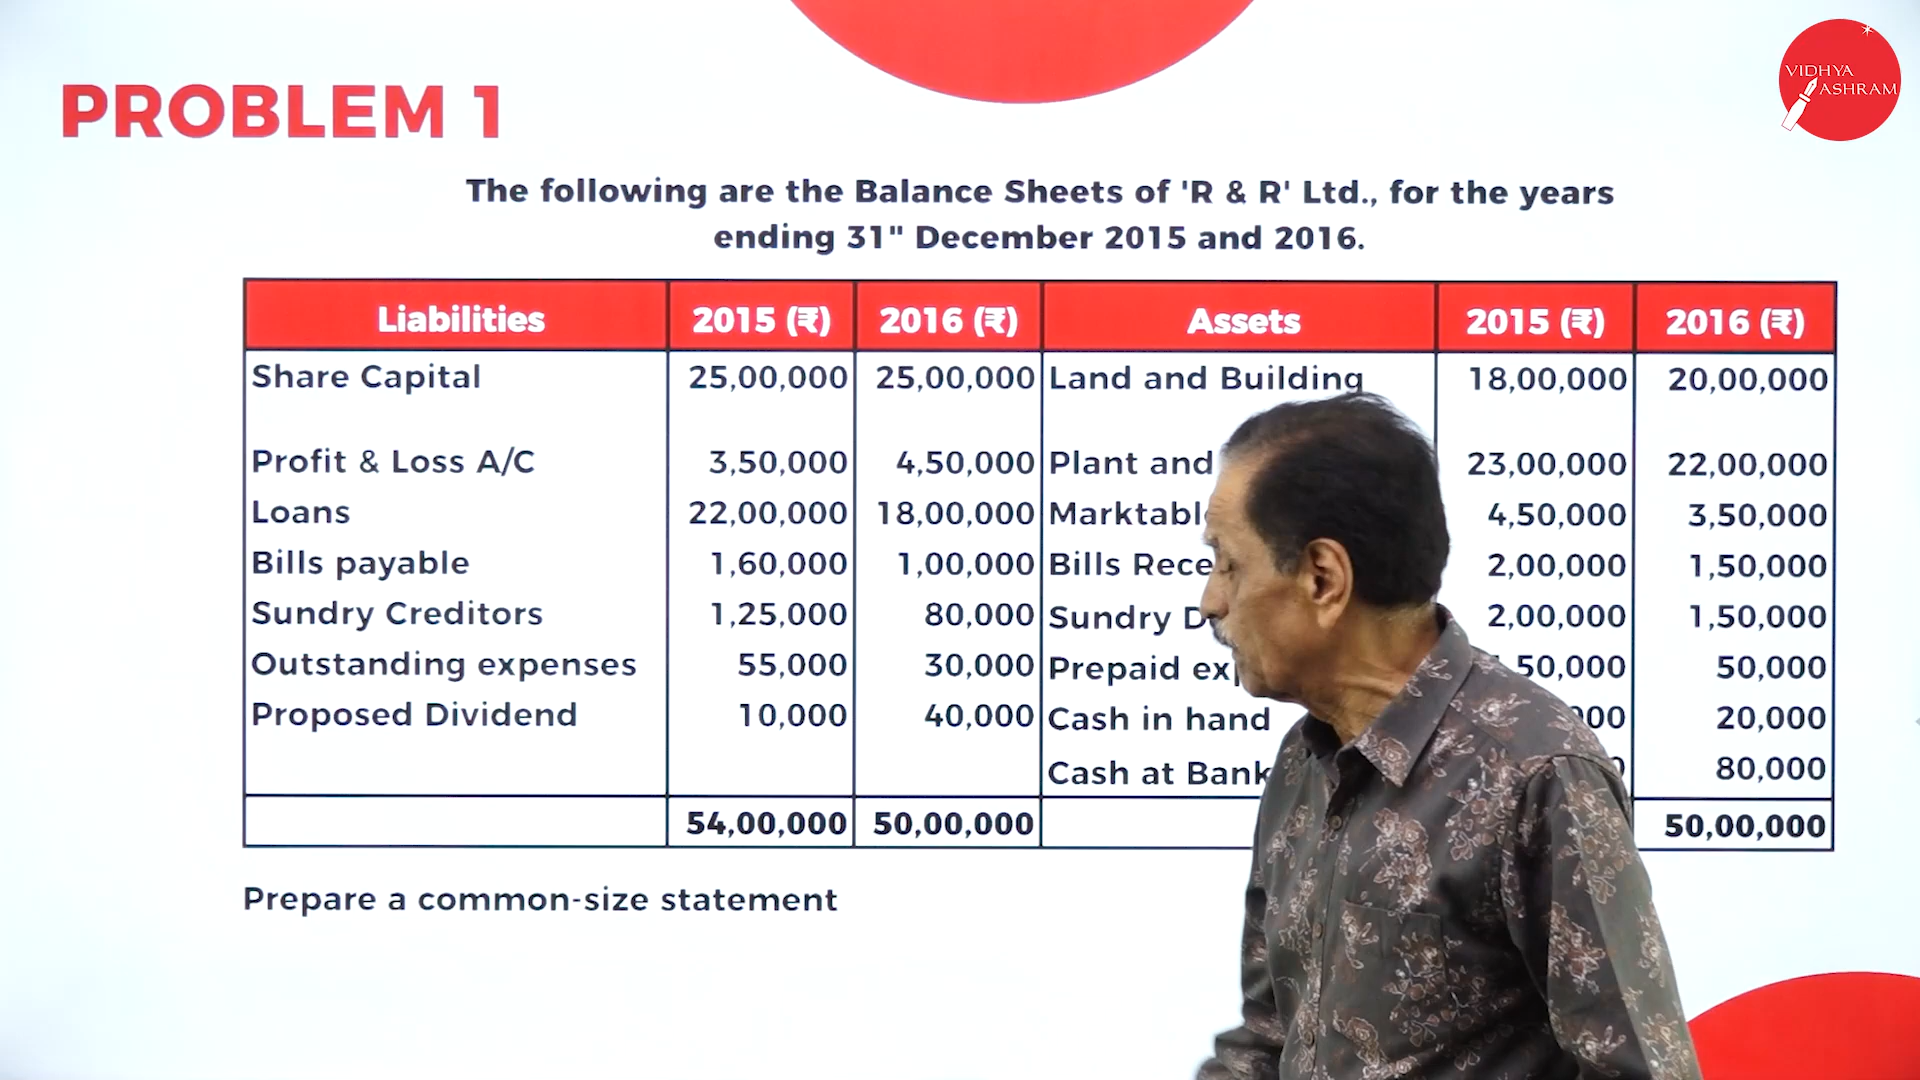 VIDHYA
ASHRAM
PROBLEM 1
The following are the Balance Sheets of 'R & R' Ltd., for the years
ending 31" December 2015 and 2016.
Liabilities 2015 (₹) 2016 (₹) Assets 2015 (₹) 2016 (₹)
Share Capital 25,00,000 25,00,000 Land and Building 18,00,000 20,00,000
Profit & Loss A/C 3,50,000 4,50,000 Plant and 23,00,000 22,00,000
Loans 22,00,000 18,00,000 4,50,000 3,50,000
Bills payable 1,60,000 1,00,000 Bills 2,00,000 1,50,000
Sundry Creditors 1,25,000 80,000 Sundry 2,00,000 1,50,000
Outstanding expenses 55,000 30,000 Prepaid 50,000
Proposed Dividend 10,000 40,000 Cash in hand 20,000
Cash at Bank 80,000
54,00,000 50,00,000 50,00,000
Prepare a common-size statement